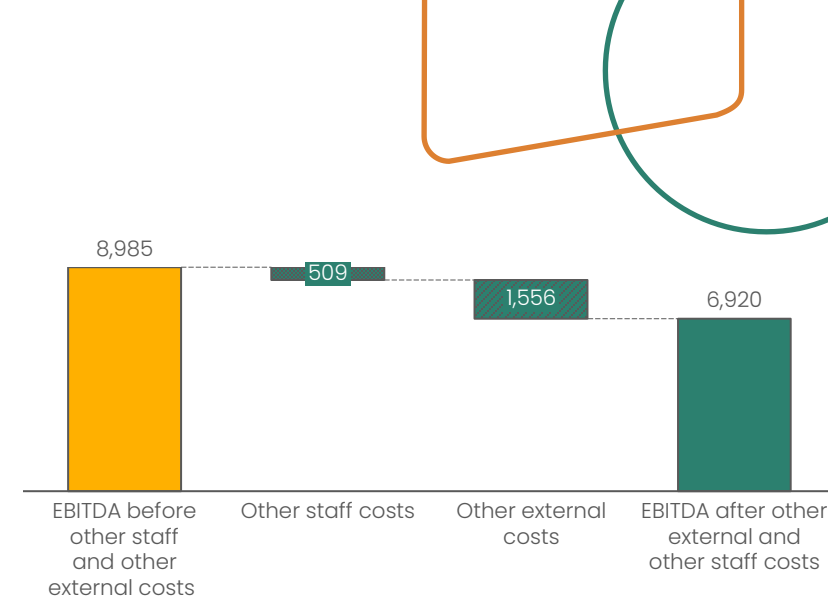 8,985
509
1,556
6,920
EBITDA before
other staff
and other
external costs
Other staff costs
Other external
costs
EBITDA after other
external and
other staff costs